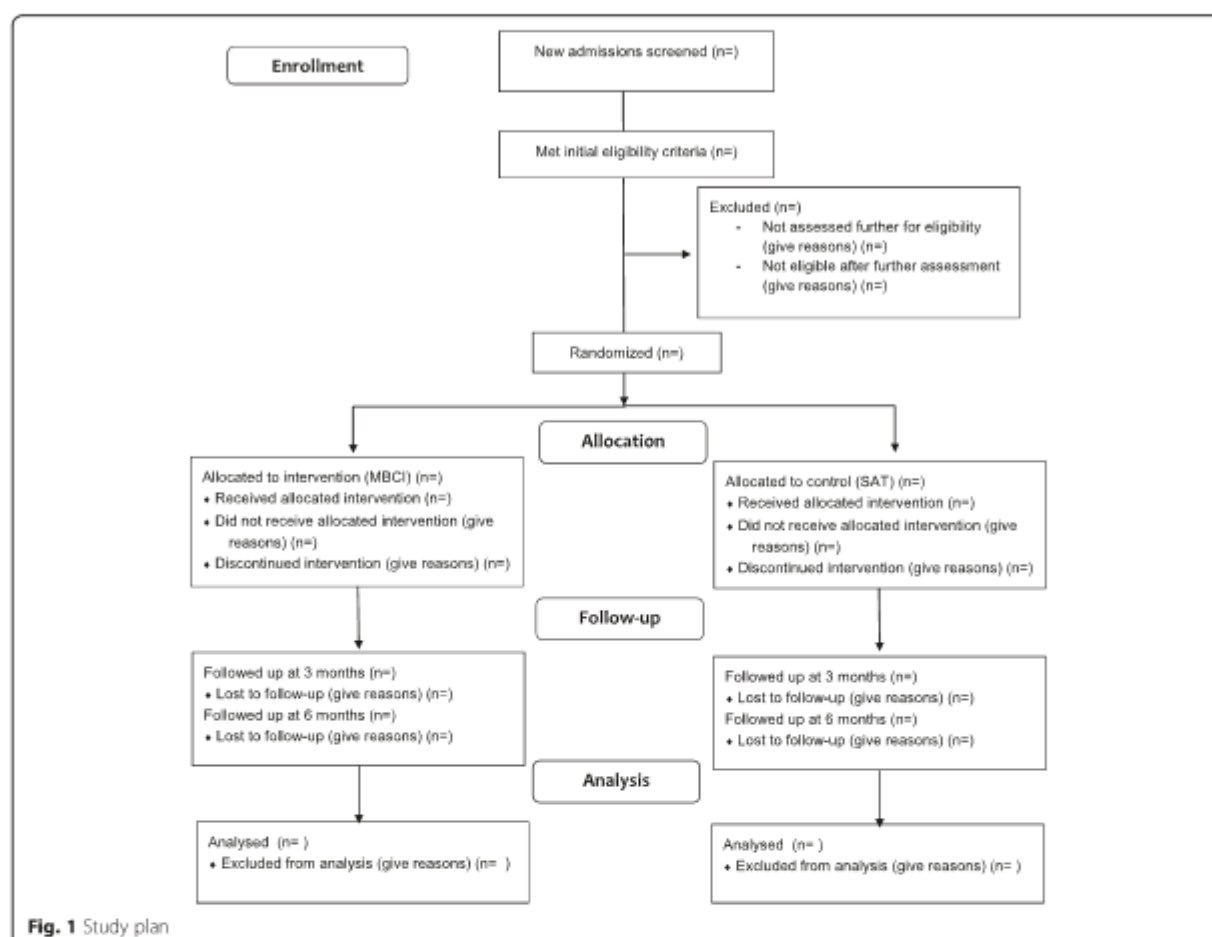 New admissions screened (n=)
Enrollment
Met initial eligibility criteria (n=)
Excluded (n=)
- Not assessed further for eligibility
(give reasons) (n=)
- Not eligible after further assessment
(give reasons) (n=)
Randomized (n=)
Allocation
Allocated to intervention (MBCI) (n=)
♦ Received allocated intervention (n=)
♦ Did not receive allocated intervention (give
reasons) (n=)
♦ Discontinued intervention (give reasons) (n=)
Allocated to control (SAT) (n=)
♦ Received allocated intervention (n=)
♦ Did not receive allocated intervention (give
reasons) (n=)
♦ Discontinued intervention (give reasons) (n=)
Follow-up
Followed up at 3 months (n=)
♦ Lost to follow-up (give reasons) (n=)
Followed up at 6 months (n=)
♦ Lost to follow-up (give reasons) (n=)
Followed up at 3 months (n=)
♦ Lost to follow-up (give reasons) (n=)
Followed up at 6 months (n=)
♦ Lost to follow-up (give reasons) (n=)
Analysis
Analysed (n= )
♦ Excluded from analysis (give reasons) (n= )
Analysed (n= )
♦ Excluded from analysis (give reasons) (n= )
Fig. 1 Study plan